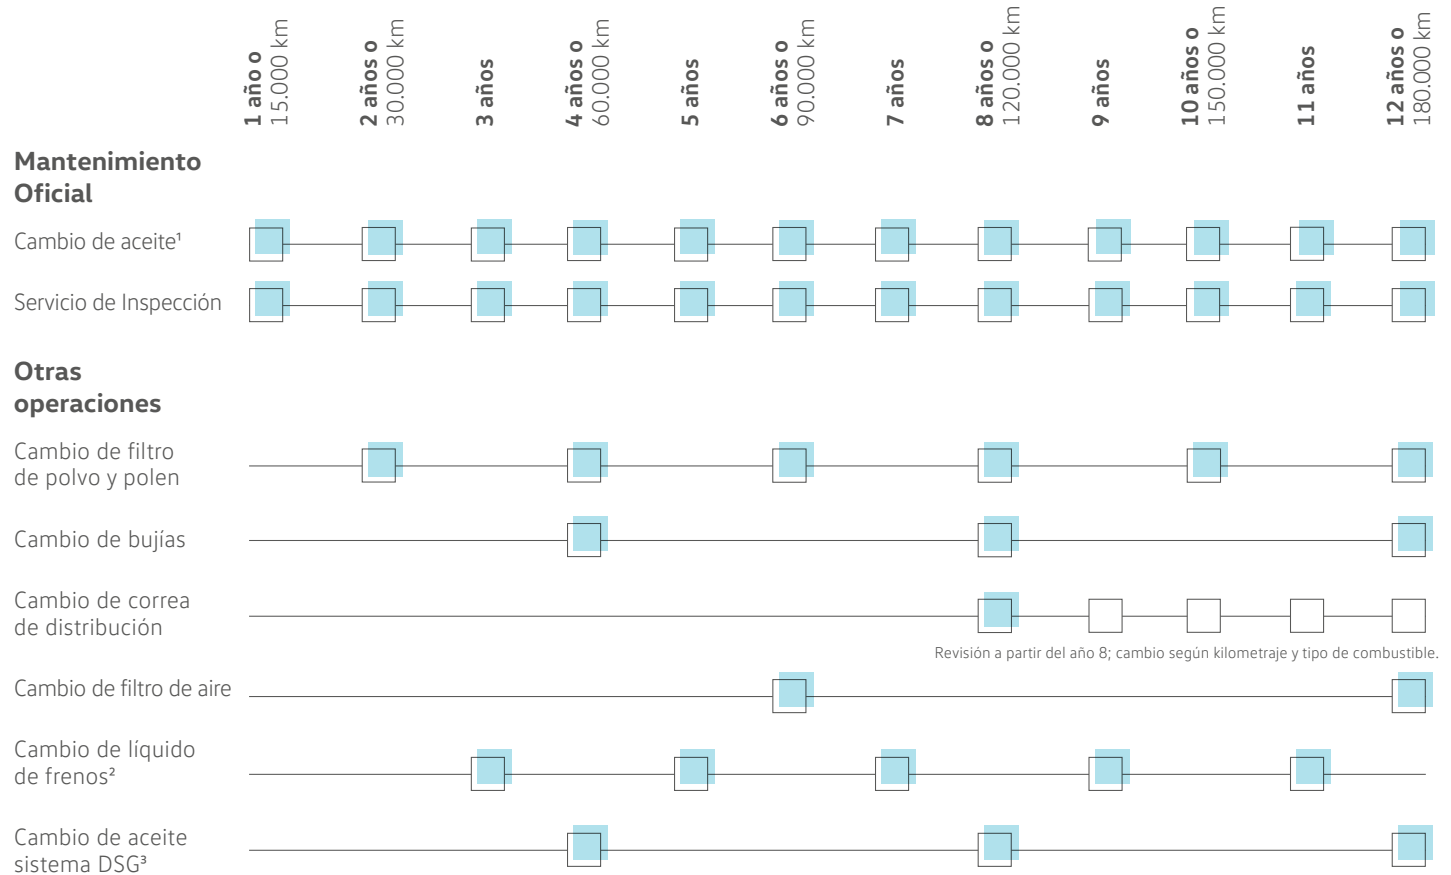 1 año o
15.000 km
2 años o
30.000 km
3 años
4 años o
60.000 km
5 años
6 años o
90.000 km
7 años
8 años o
120.000 km
9 años
10 años o
150.000 km
11 años
12 años o
180.000 km
Mantenimiento
Oficial
Cambio de aceite¹
Servicio de Inspección
Otras
operaciones
Cambio de filtro
de polvo y polen
Cambio de bujías
Cambio de correa
de distribución
Revisión a partir del año 8; cambio según kilometraje y tipo de combustible.
Cambio de filtro de aire
Cambio de líquido
de frenos²
Cambio de aceite
sistema DSG³